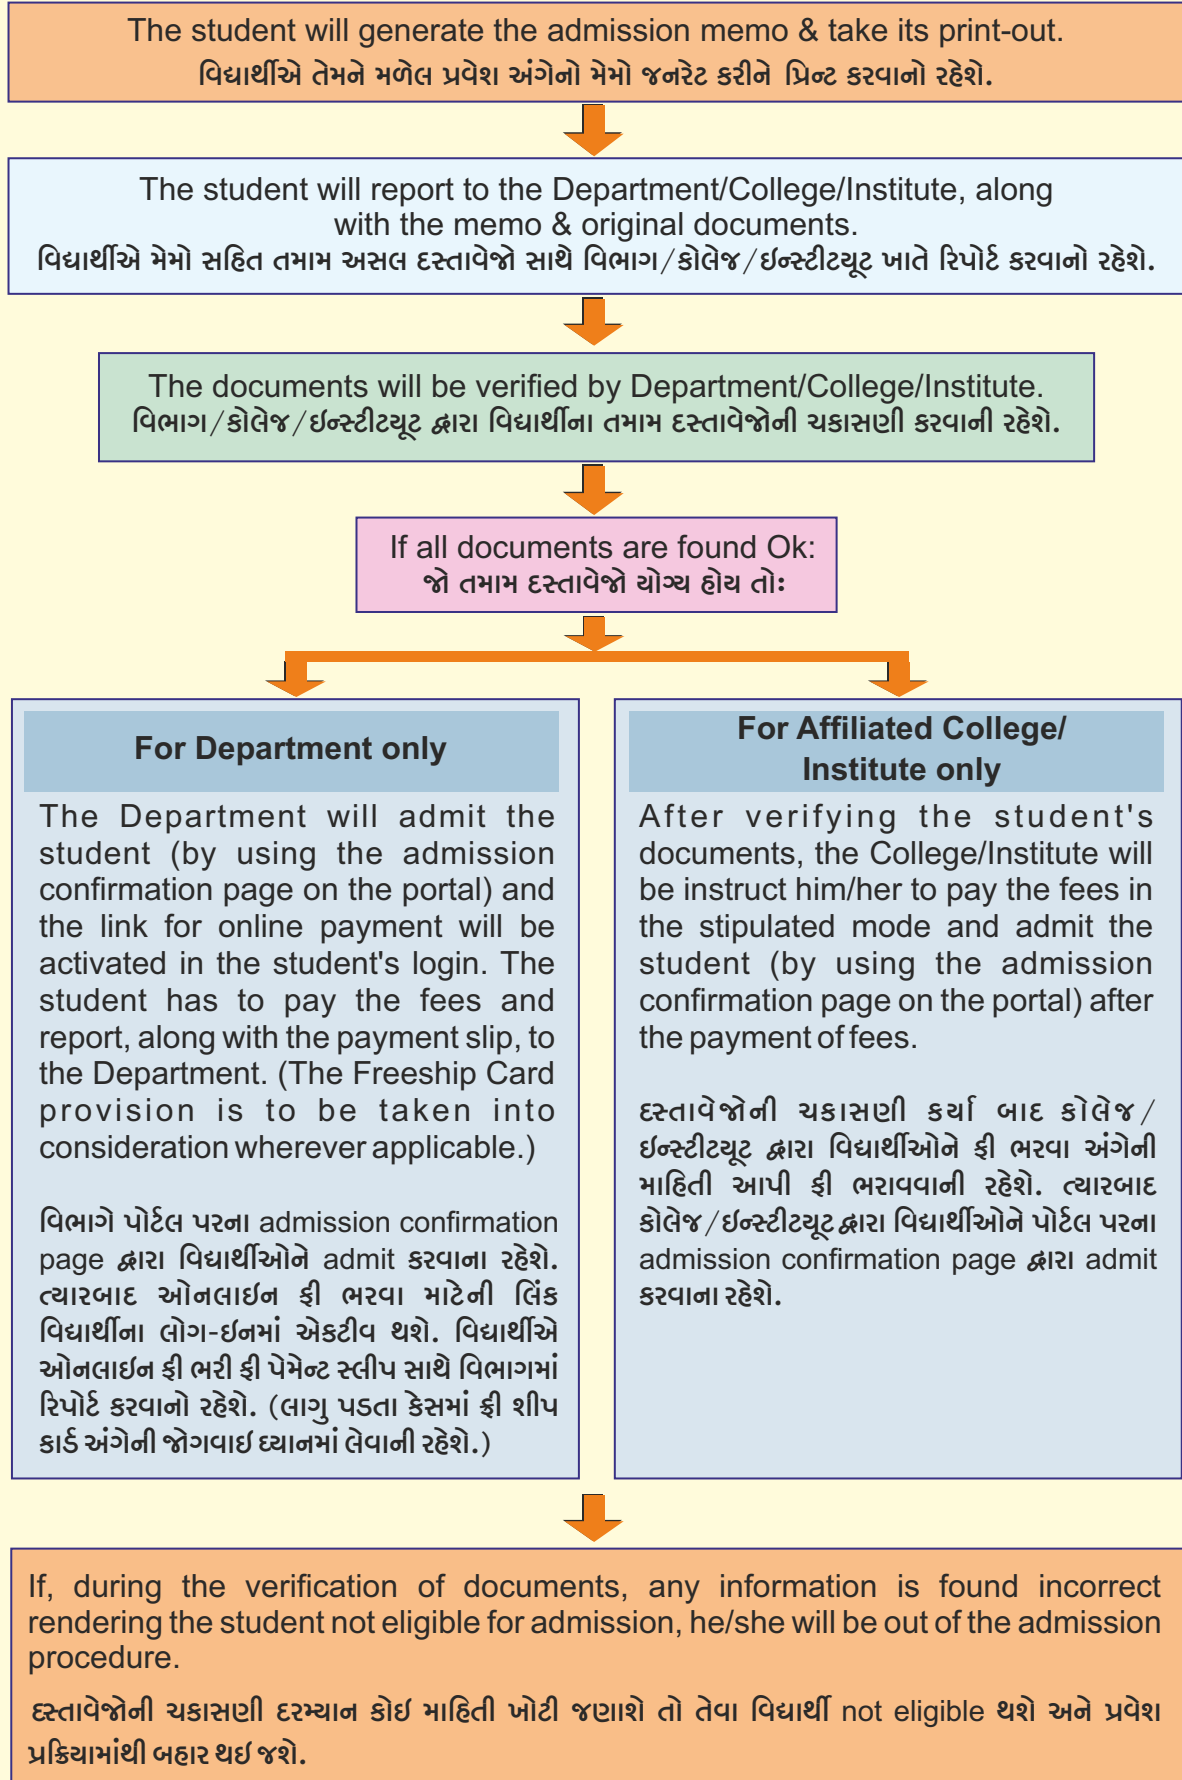 The student will generate the admission memo & take its print-out.
વિદ્યાર્થીએ તેમને મળેલ પ્રવેશ અંગેનો મેમો જનરેટ કરીને પ્રિન્ટ કરવાનો રહેશે.
The student will report to the Department/College/Institute, along
with the memo & original documents.
વિદ્યાર્થીએ મેમો સહિત તમામ અસલ દસ્તાવેજો સાથે વિભાગ/કોલેજ/ઇન્સ્ટીટયૂટ ખાતે રિપોર્ટ કરવાનો રહેશે.
The documents will be verified by Department/College/Institute.
વિભાગ/કોલેજ/ઇન્સ્ટીટયૂટ દ્વારા વિદ્યાર્થીના તમામ દસ્તાવેજોની ચકાસણી કરવાની રહેશે.
If all documents are found Ok:
જો તમામ દસ્તાવેજો યોગ્ય હોય તો:
For Department only
The Department will admit the
student (by using the admission
confirmation page on the portal) and
the link for online payment will be
activated in the student's login. The
student has to pay the fees and
report, along with the payment slip, to
the Department. (The Freeship Card
provision is to be taken into
consideration wherever applicable.)
વિભાગે પોર્ટલ પરના admission confirmation
page દ્વારા વિદ્યાર્થીઓને admit કરવાના રહેશે.
ત્યારબાદ ઓનલાઇન ફી ભરવા માટેની લિંક
વિદ્યાર્થીના લોગ-ઇનમાં એકટીવ થશે. વિદ્યાર્થીએ
ઓનલાઇન ફી ભરી ફી પેમેન્ટ સ્લીપ સાથે વિભાગમાં
રિપોર્ટ કરવાનો રહેશે. (લાગુ પડતા કેસમાં ફ્રી શીપ
કાર્ડ અંગેની જોગવાઇ ધ્યાનમાં લેવાની રહેશે.)
For Affiliated College/
Institute only
After verifying the student's
documents, the College/Institute will
be instruct him/her to pay the fees in
the stipulated mode and admit the
student (by using the admission
confirmation page on the portal) after
the payment of fees.
દસ્તાવેજોની ચકાસણી કર્યા બાદ કોલેજ/
ઇન્સ્ટીટયૂટ દ્વારા વિદ્યાર્થીઓને ફી ભરવા અંગેની
માહિતી આપી ફી ભરાવવાની રહેશે. ત્યારબાદ
કોલેજ/ઇન્સ્ટીટયૂટ દ્વારા વિદ્યાર્થીઓને પોર્ટલ પરના
admission confirmation page દ્વારા admit
કરવાના રહેશે.
If, during the verification of documents, any information is found incorrect
rendering the student not eligible for admission, he/she will be out of the admission
procedure.
દસ્તાવેજોની ચકાસણી દરમ્યાન કોઇ માહિતી ખોટી જણાશે તો તેવા વિદ્યાર્થી not eligible થશે અને પ્રવેશ
પ્રક્રિયામાંથી બહાર થઇ જશે.